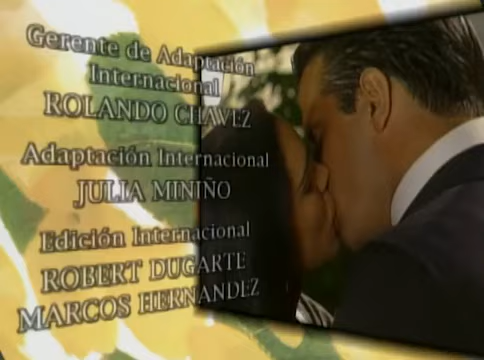 Gerente de Adaptación
Internacional
ROLANDO CHAVEZ
Adaptación Internacional
JULIA MINIÑO
Edición Internacional
ROBERT DUGARTE
MARCOS HERNANDEZ